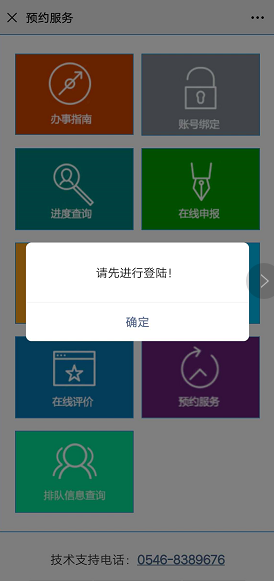 预约服务
办事指南
账号绑定
进度查询
在线申报
请先进行登陆！
确定
在线评价
预约服务
排队信息查询
技术支持电话：0546-8389676